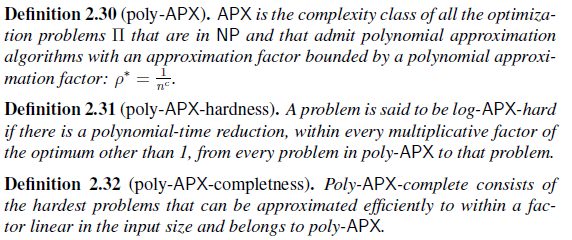 Definition 2.30 (poly-APX). APX is the complexity class of all the optimiza-
tion problems Π that are in NP and that admit polynomial approximation
algorithms with an approximation factor bounded by a polynomial approxi-
mation factor: ρ* = 1/n^c.
Definition 2.31 (poly-APX-hardness). A problem is said to be log-APX-hard
if there is a polynomial-time reduction, within every multiplicative factor of
the optimum other than 1, from every problem in poly-APX to that problem.
Definition 2.32 (poly-APX-completness). Poly-APX-complete consists of
the hardest problems that can be approximated efficiently to within a fac-
tor linear in the input size and belongs to poly-APX.